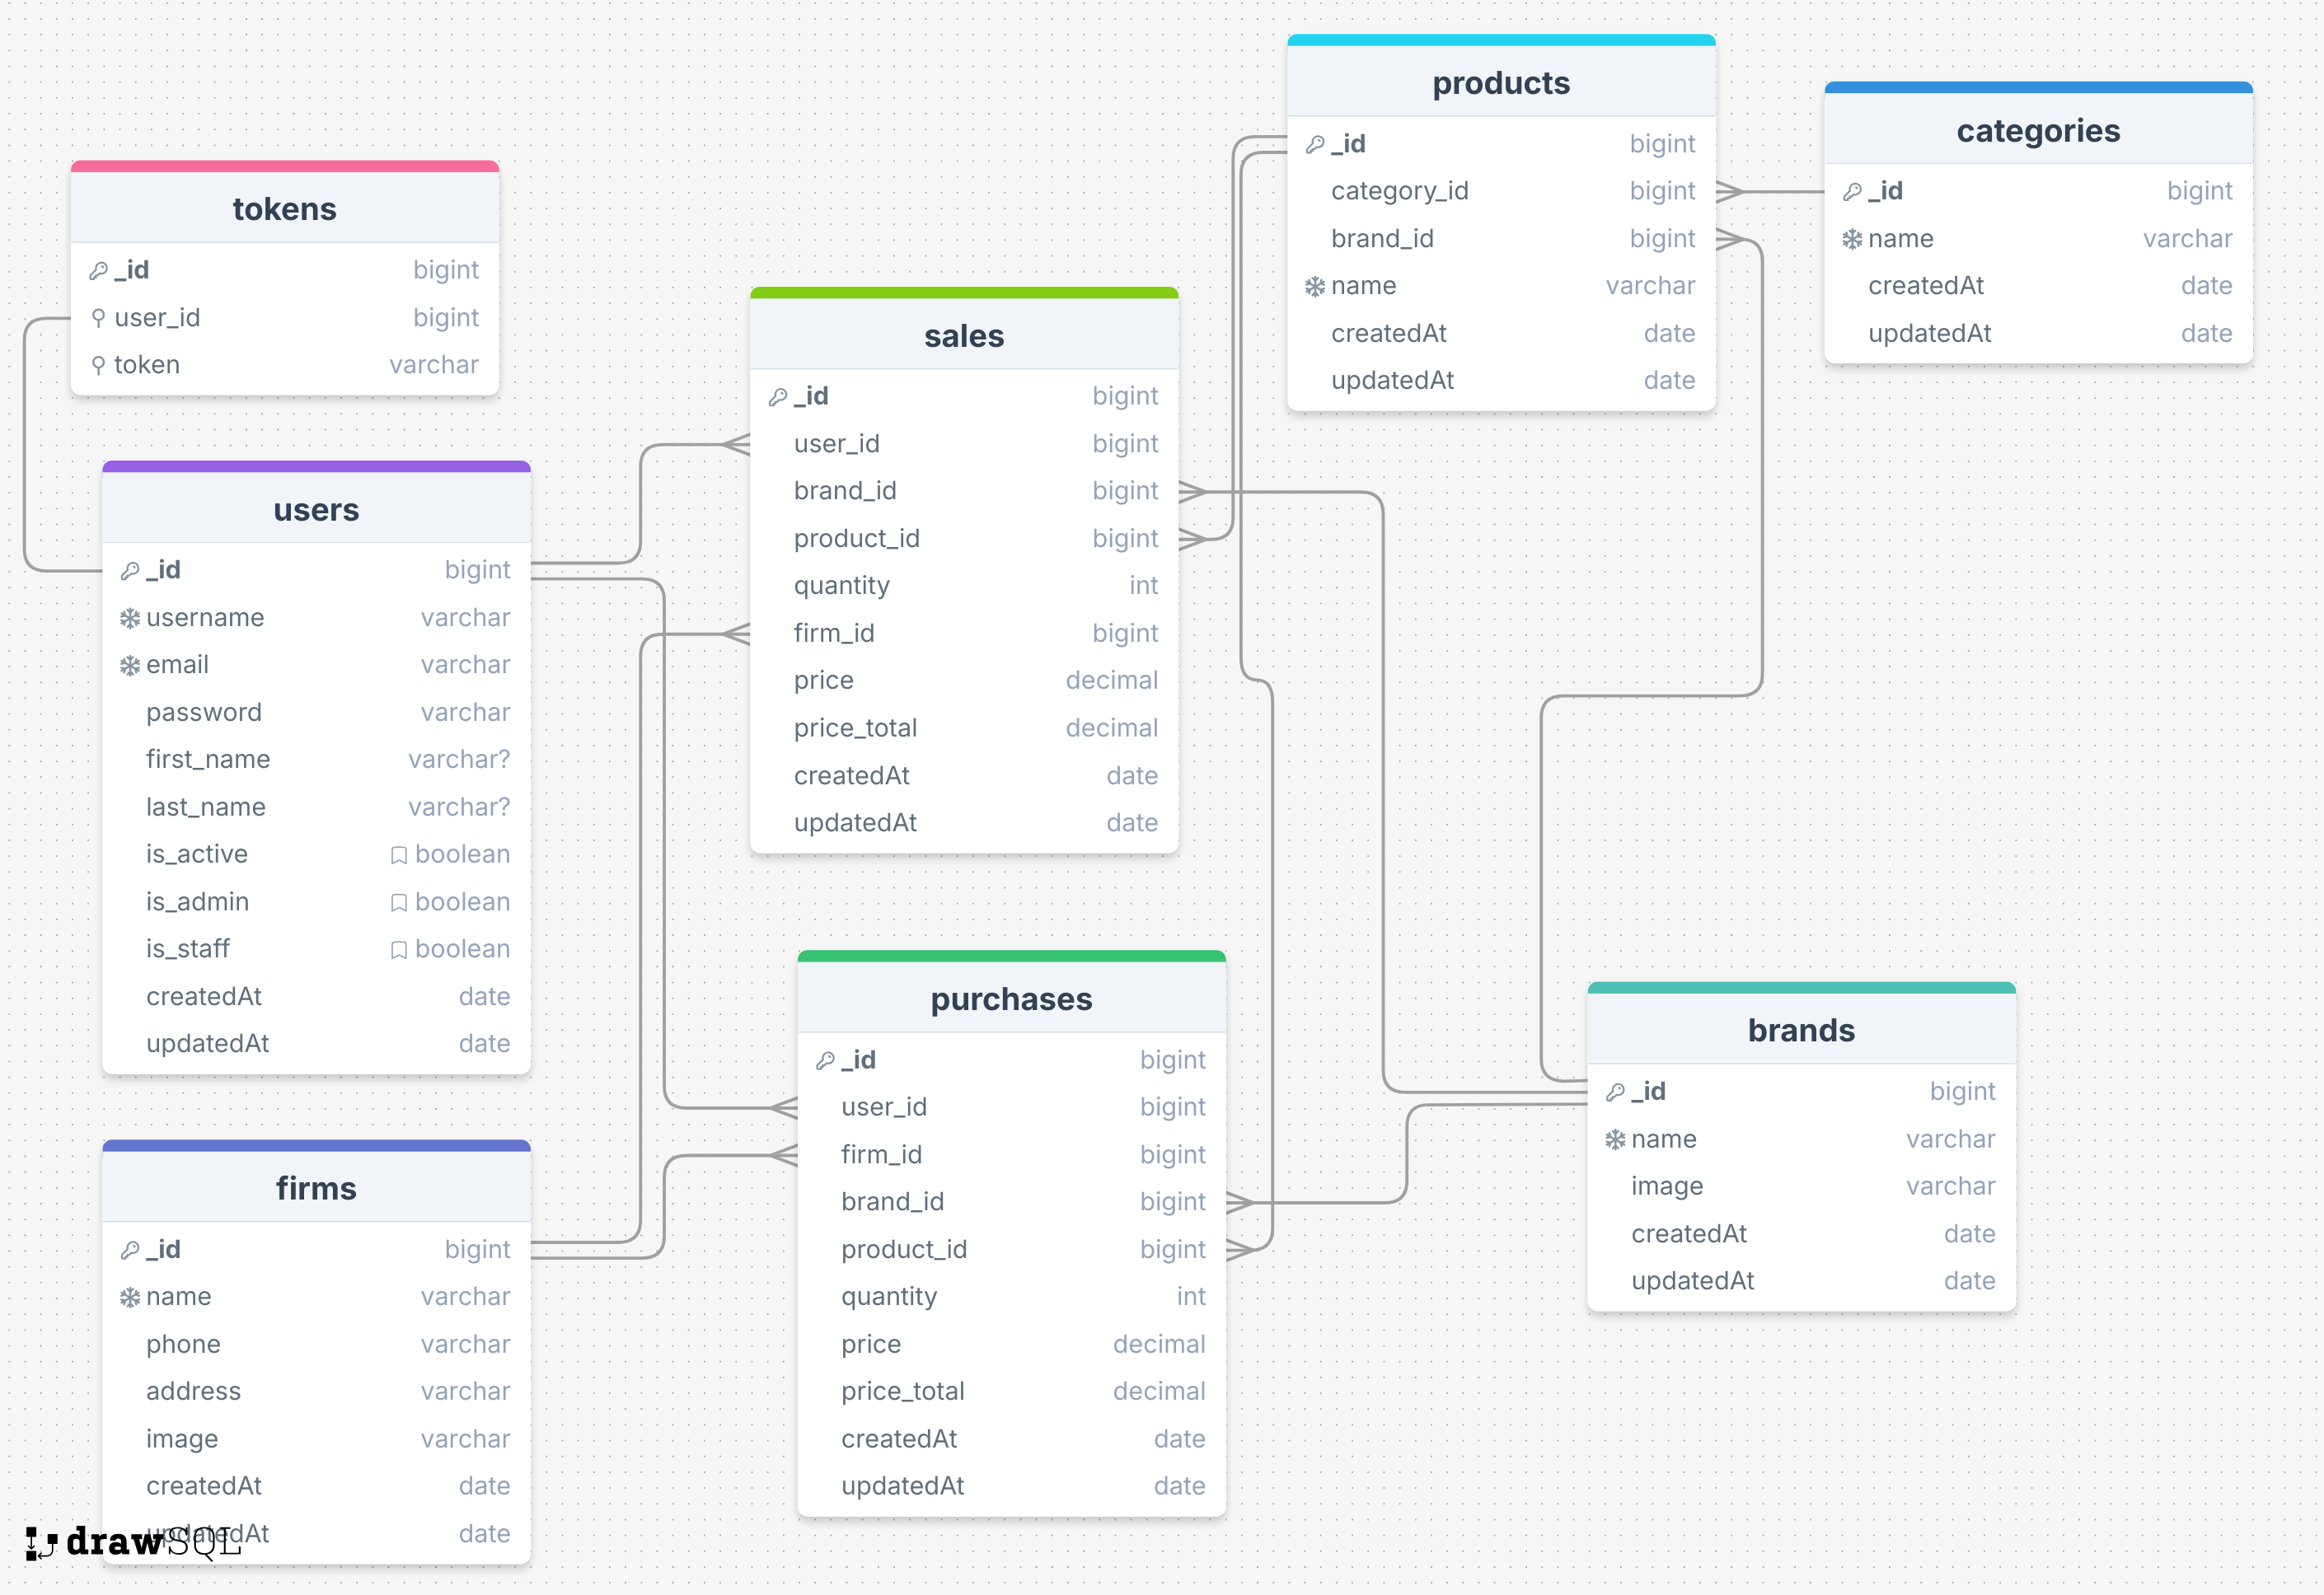 tokens
_id bigint
user_id bigint
token varchar
users
_id bigint
username varchar
email varchar
password varchar
first_name varchar?
last_name varchar?
is_active boolean
is_admin boolean
is_staff boolean
createdAt date
updatedAt date
firms
_id bigint
name varchar
phone varchar
address varchar
image varchar
createdAt date
updatedAt date
drawSQL
sales
_id bigint
user_id bigint
brand_id bigint
product_id bigint
quantity int
firm_id bigint
price decimal
price_total decimal
createdAt date
updatedAt date
purchases
_id bigint
user_id bigint
firm_id bigint
brand_id bigint
product_id bigint
quantity int
price decimal
price_total decimal
createdAt date
updatedAt date
products
_id bigint
category_id bigint
brand_id bigint
name varchar
createdAt date
updatedAt date
categories
_id bigint
name varchar
createdAt date
updatedAt date
brands
_id bigint
name varchar
image varchar
createdAt date
updatedAt date